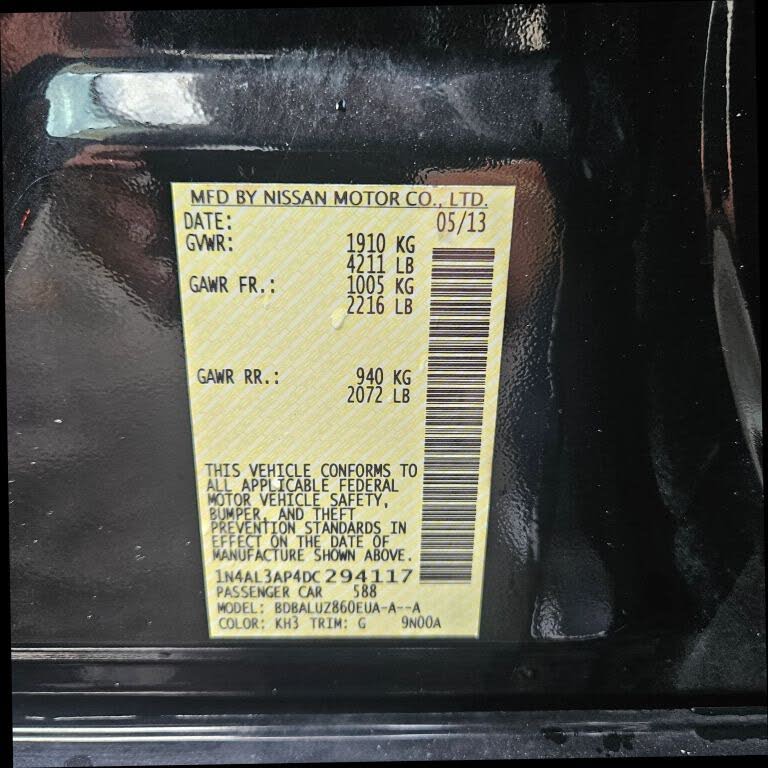 MFD BY NISSAN MOTOR CO., LTD.
DATE: 05/13
GVWR: 1910 KG
4211 LB
GAWR FR.: 1005 KG
2216 LB
GAWR RR.: 940 KG
2072 LB
THIS VEHICLE CONFORMS TO
ALL APPLICABLE FEDERAL
MOTOR VEHICLE SAFETY,
BUMPER, AND THEFT
PREVENTION STANDARDS IN
EFFECT ON THE DATE OF
MANUFACTURE SHOWN ABOVE.
1N4AL3AP4DC294117
PASSENGER CAR 588
MODEL: BDBALUZ860EUA-A--A
COLOR: KH3 TRIM: G 9N00A